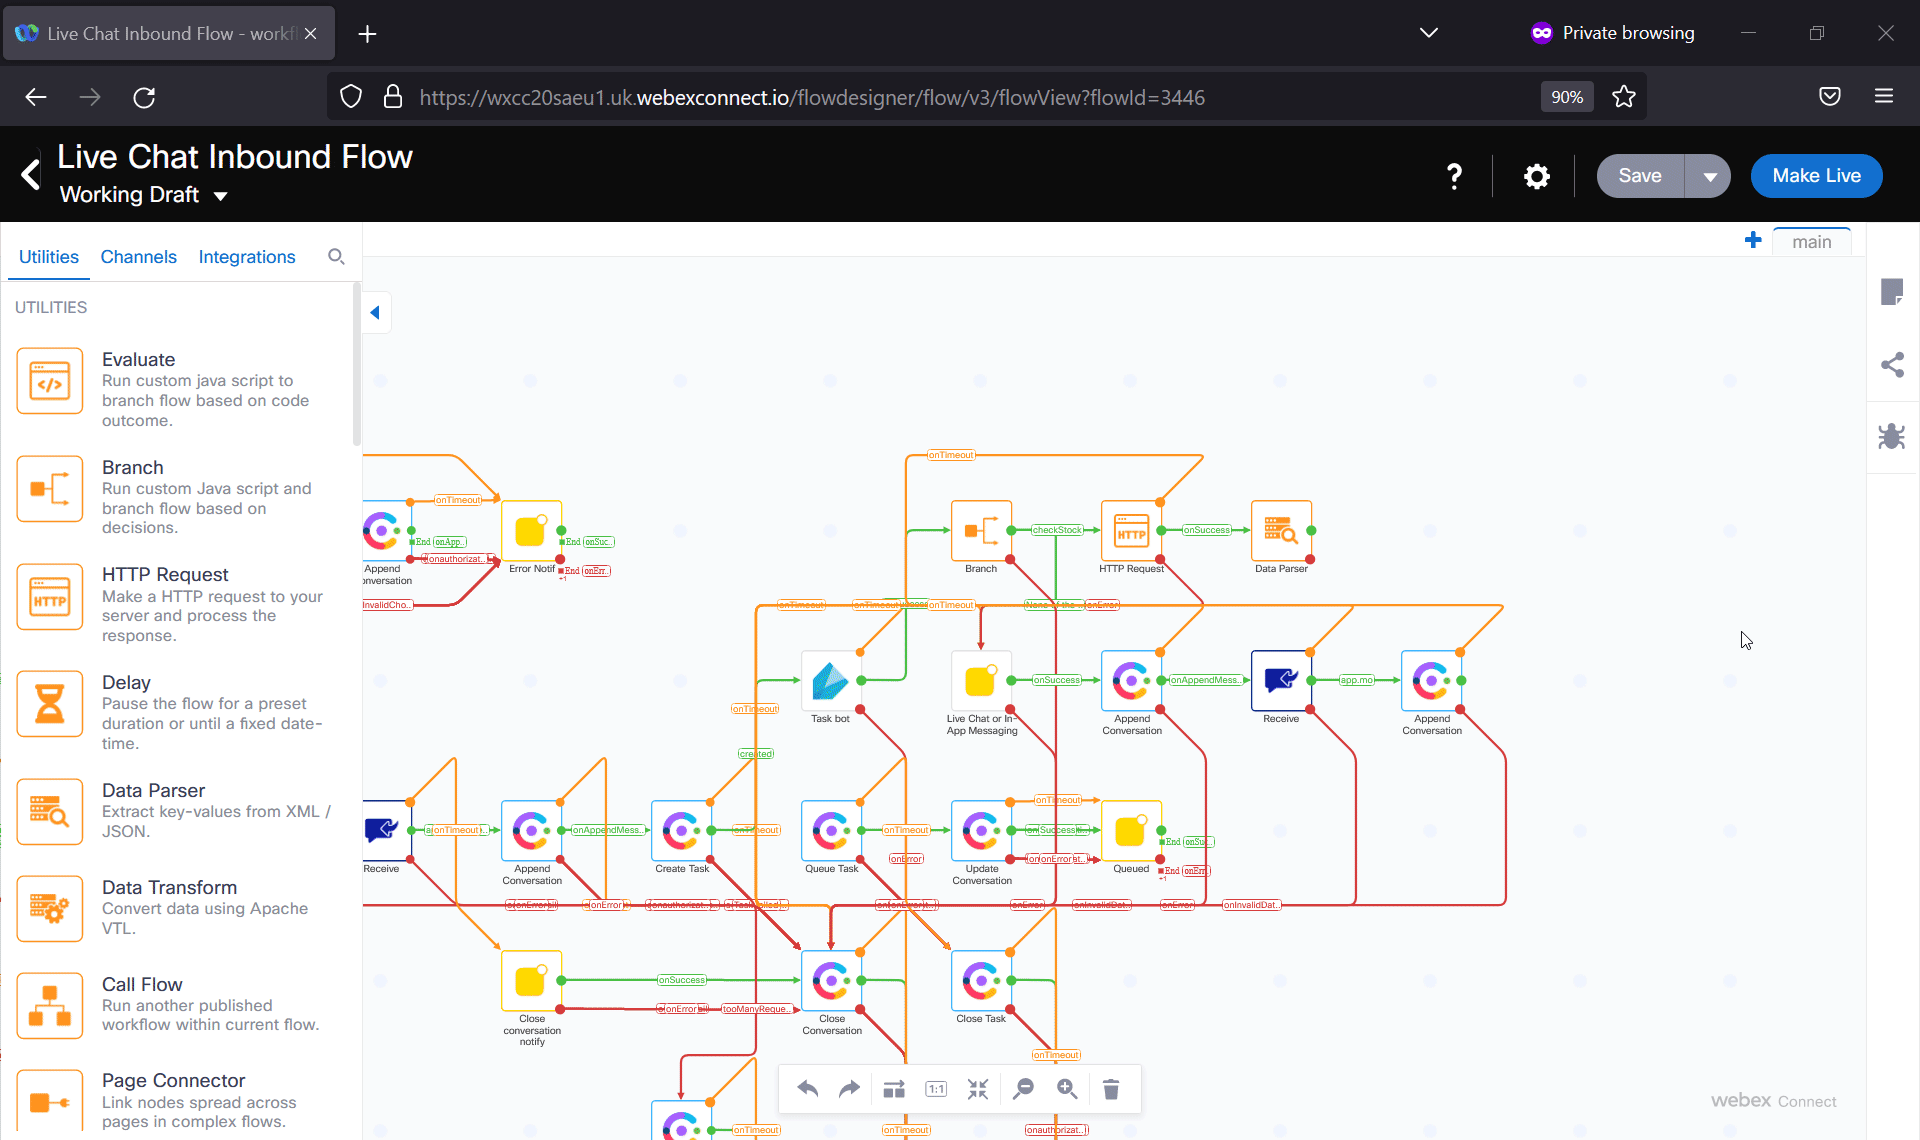 Live Chat Inbound Flow - workfl
Private browsing
https://wxcc20saeu1.uk.webexconnect.io/flowdesigner/flow/v3/flowView?flowId=3446
90%
Live Chat Inbound Flow
Working Draft
?
Save
Make Live
Utilities
Channels
Integrations
main
UTILITIES
Evaluate
Run custom java script to
branch flow based on code
outcome.
Branch
Run custom Java script and
branch flow based on
decisions.
HTTP
HTTP Request
Make a HTTP request to your
server and process the
response.
Delay
Pause the flow for a preset
duration or until a fixed date-
time.
Data Parser
Extract key-values from XML /
JSON.
Data Transform
Convert data using Apache
VTL.
Call Flow
Run another published
workflow within current flow.
Page Connector
Link nodes spread across
pages in complex flows.
onTimeout
onTimeout
End onApp..
onauthorizat..
End onSuc..
End onErr..
+1
Append
Error Notif
InvalidCho..
checkStock
HTTP
onSuccess
Branch
HTTP Request
Data Parser
onTimeout
onTimeout
onTimeout
onError
onTimeout
created
Task bot
onSuccess
Live Chat or In-
App Messaging
onAppendMess..
Append
Conversation
app.mo
Receive
Append
Conversation
onTimeout
onTimeout
onAppendMess..
onTimeout
onTimeout
onError
onError
End onSuc..
End onErr..
+1
Receive
Append
Conversation
Create Task
Queue Task
Update
Conversation
Queued
onError
onError
onError
onInvalidDat..
onError
onInvalidDat..
onSuccess
onError
tooManyReque..
Close
conversation
notify
Close
Conversation
Close Task
onTimeout
1:1
onTimeout
onTimeout
onauthorizat..
webex Connect